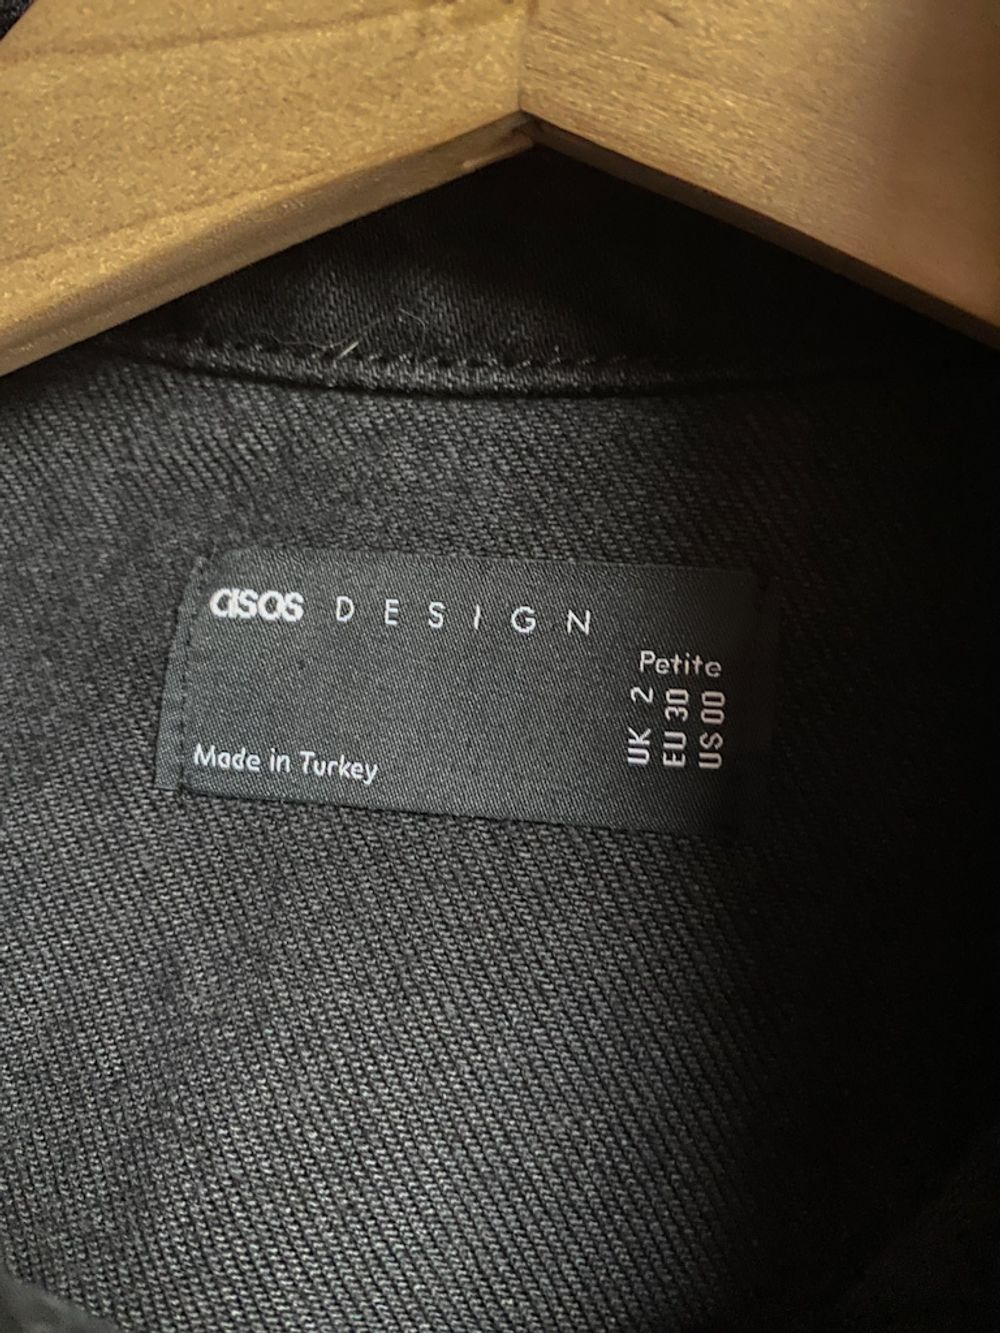 asos DESIGN
Petite
UK 2
EU 30
US 00
Made in Turkey